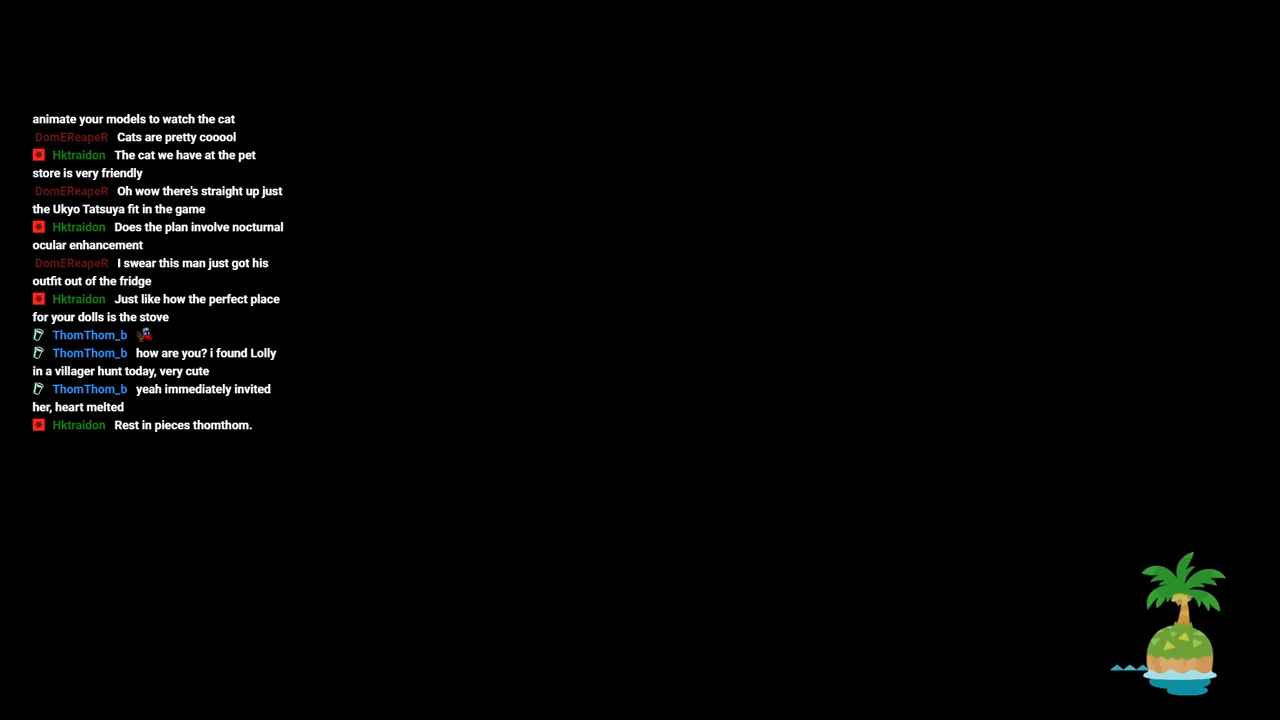 animate your models to watch the cat
DomEReapeR Cats are pretty cooool
Hktraidon The cat we have at the pet
store is very friendly
DomEReapeR Oh wow there's straight up just
the Ukyo Tatsuya fit in the game
Hktraidon Does the plan involve nocturnal
ocular enhancement
DomEReapeR I swear this man just got his
outfit out of the fridge
Hktraidon Just like how the perfect place
for your dolls is the stove
ThomThom_b
ThomThom_b how are you? i found Lolly
in a villager hunt today, very cute
ThomThom_b yeah immediately invited
her, heart melted
Hktraidon Rest in pieces thomthom.